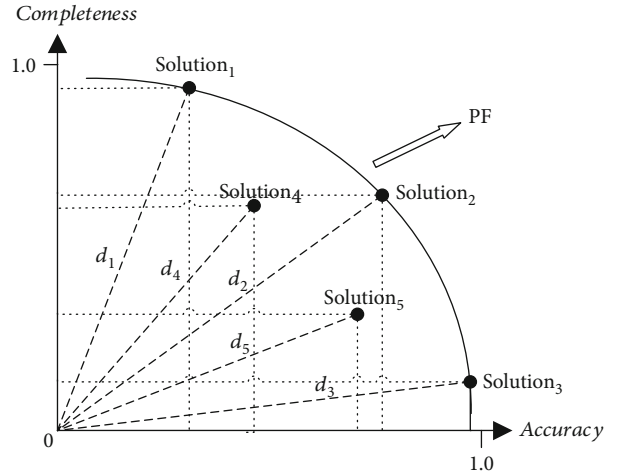 Completeness
1.0
Solution₁
PF
Solution₄
Solution₂
d₁
d₄
d₂
Solution₅
d₅
d₃
Solution₃
0
Accuracy
1.0